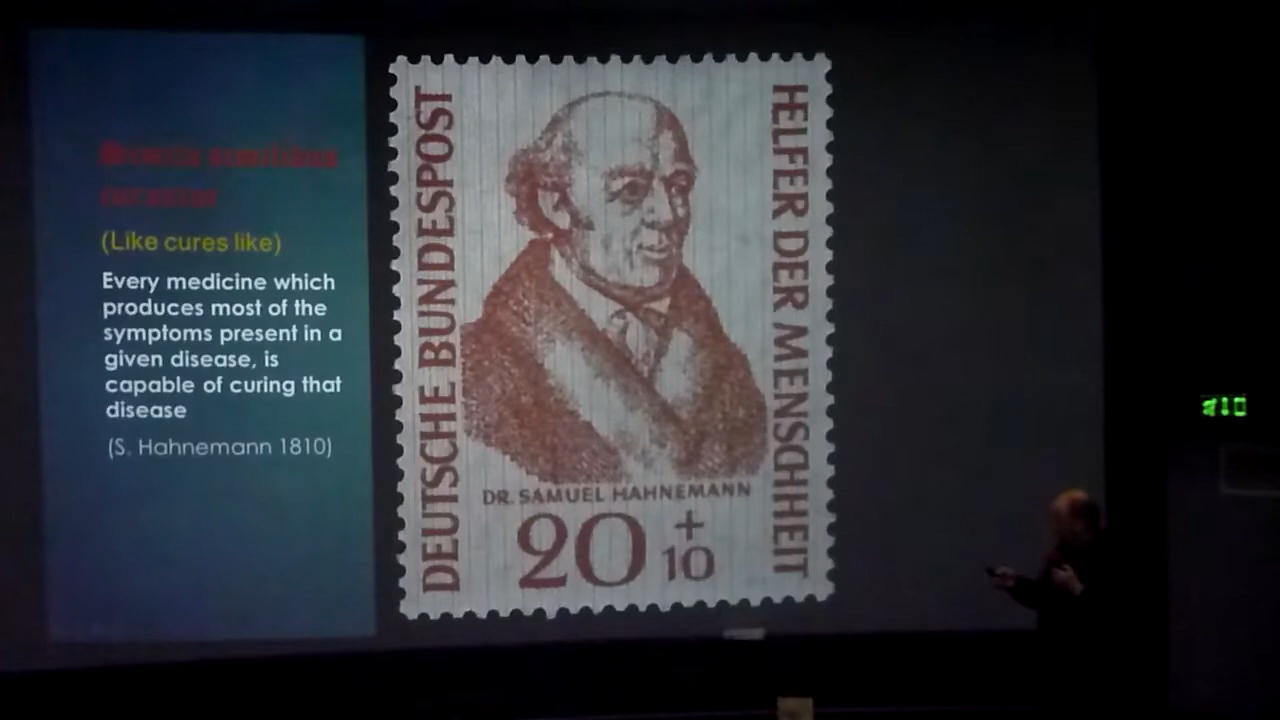 (Like cures like)
Every medicine which
produces most of the
symptoms present in a
given disease, is
capable of curing that
disease
(S. Hahnemann 1810)
DEUTSCHE BUNDESPOST
HELFER DER MENSCHHEIT
DR. SAMUEL HAHNEMANN
20 + 10